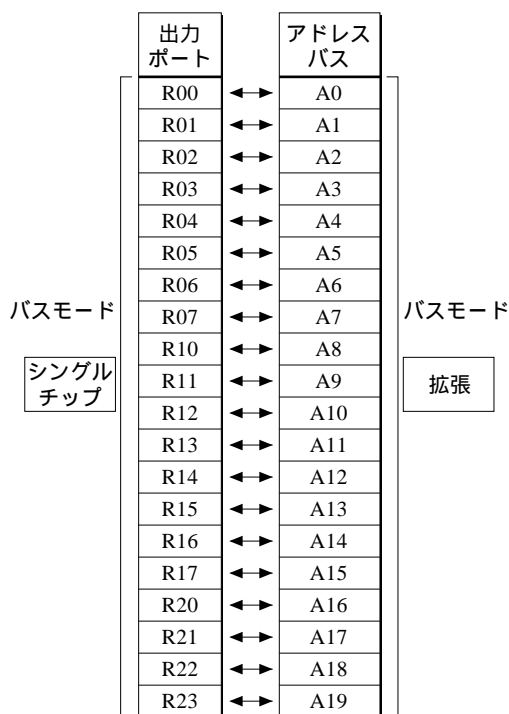 出力
ポート
アドレス
バス
R00 A0
R01 A1
R02 A2
R03 A3
R04 A4
R05 A5
R06 A6
R07 A7
R10 A8
R11 A9
R12 A10
R13 A11
R14 A12
R15 A13
R16 A14
R17 A15
R20 A16
R21 A17
R22 A18
R23 A19
バスモード
シングル
チップ
バスモード
拡張